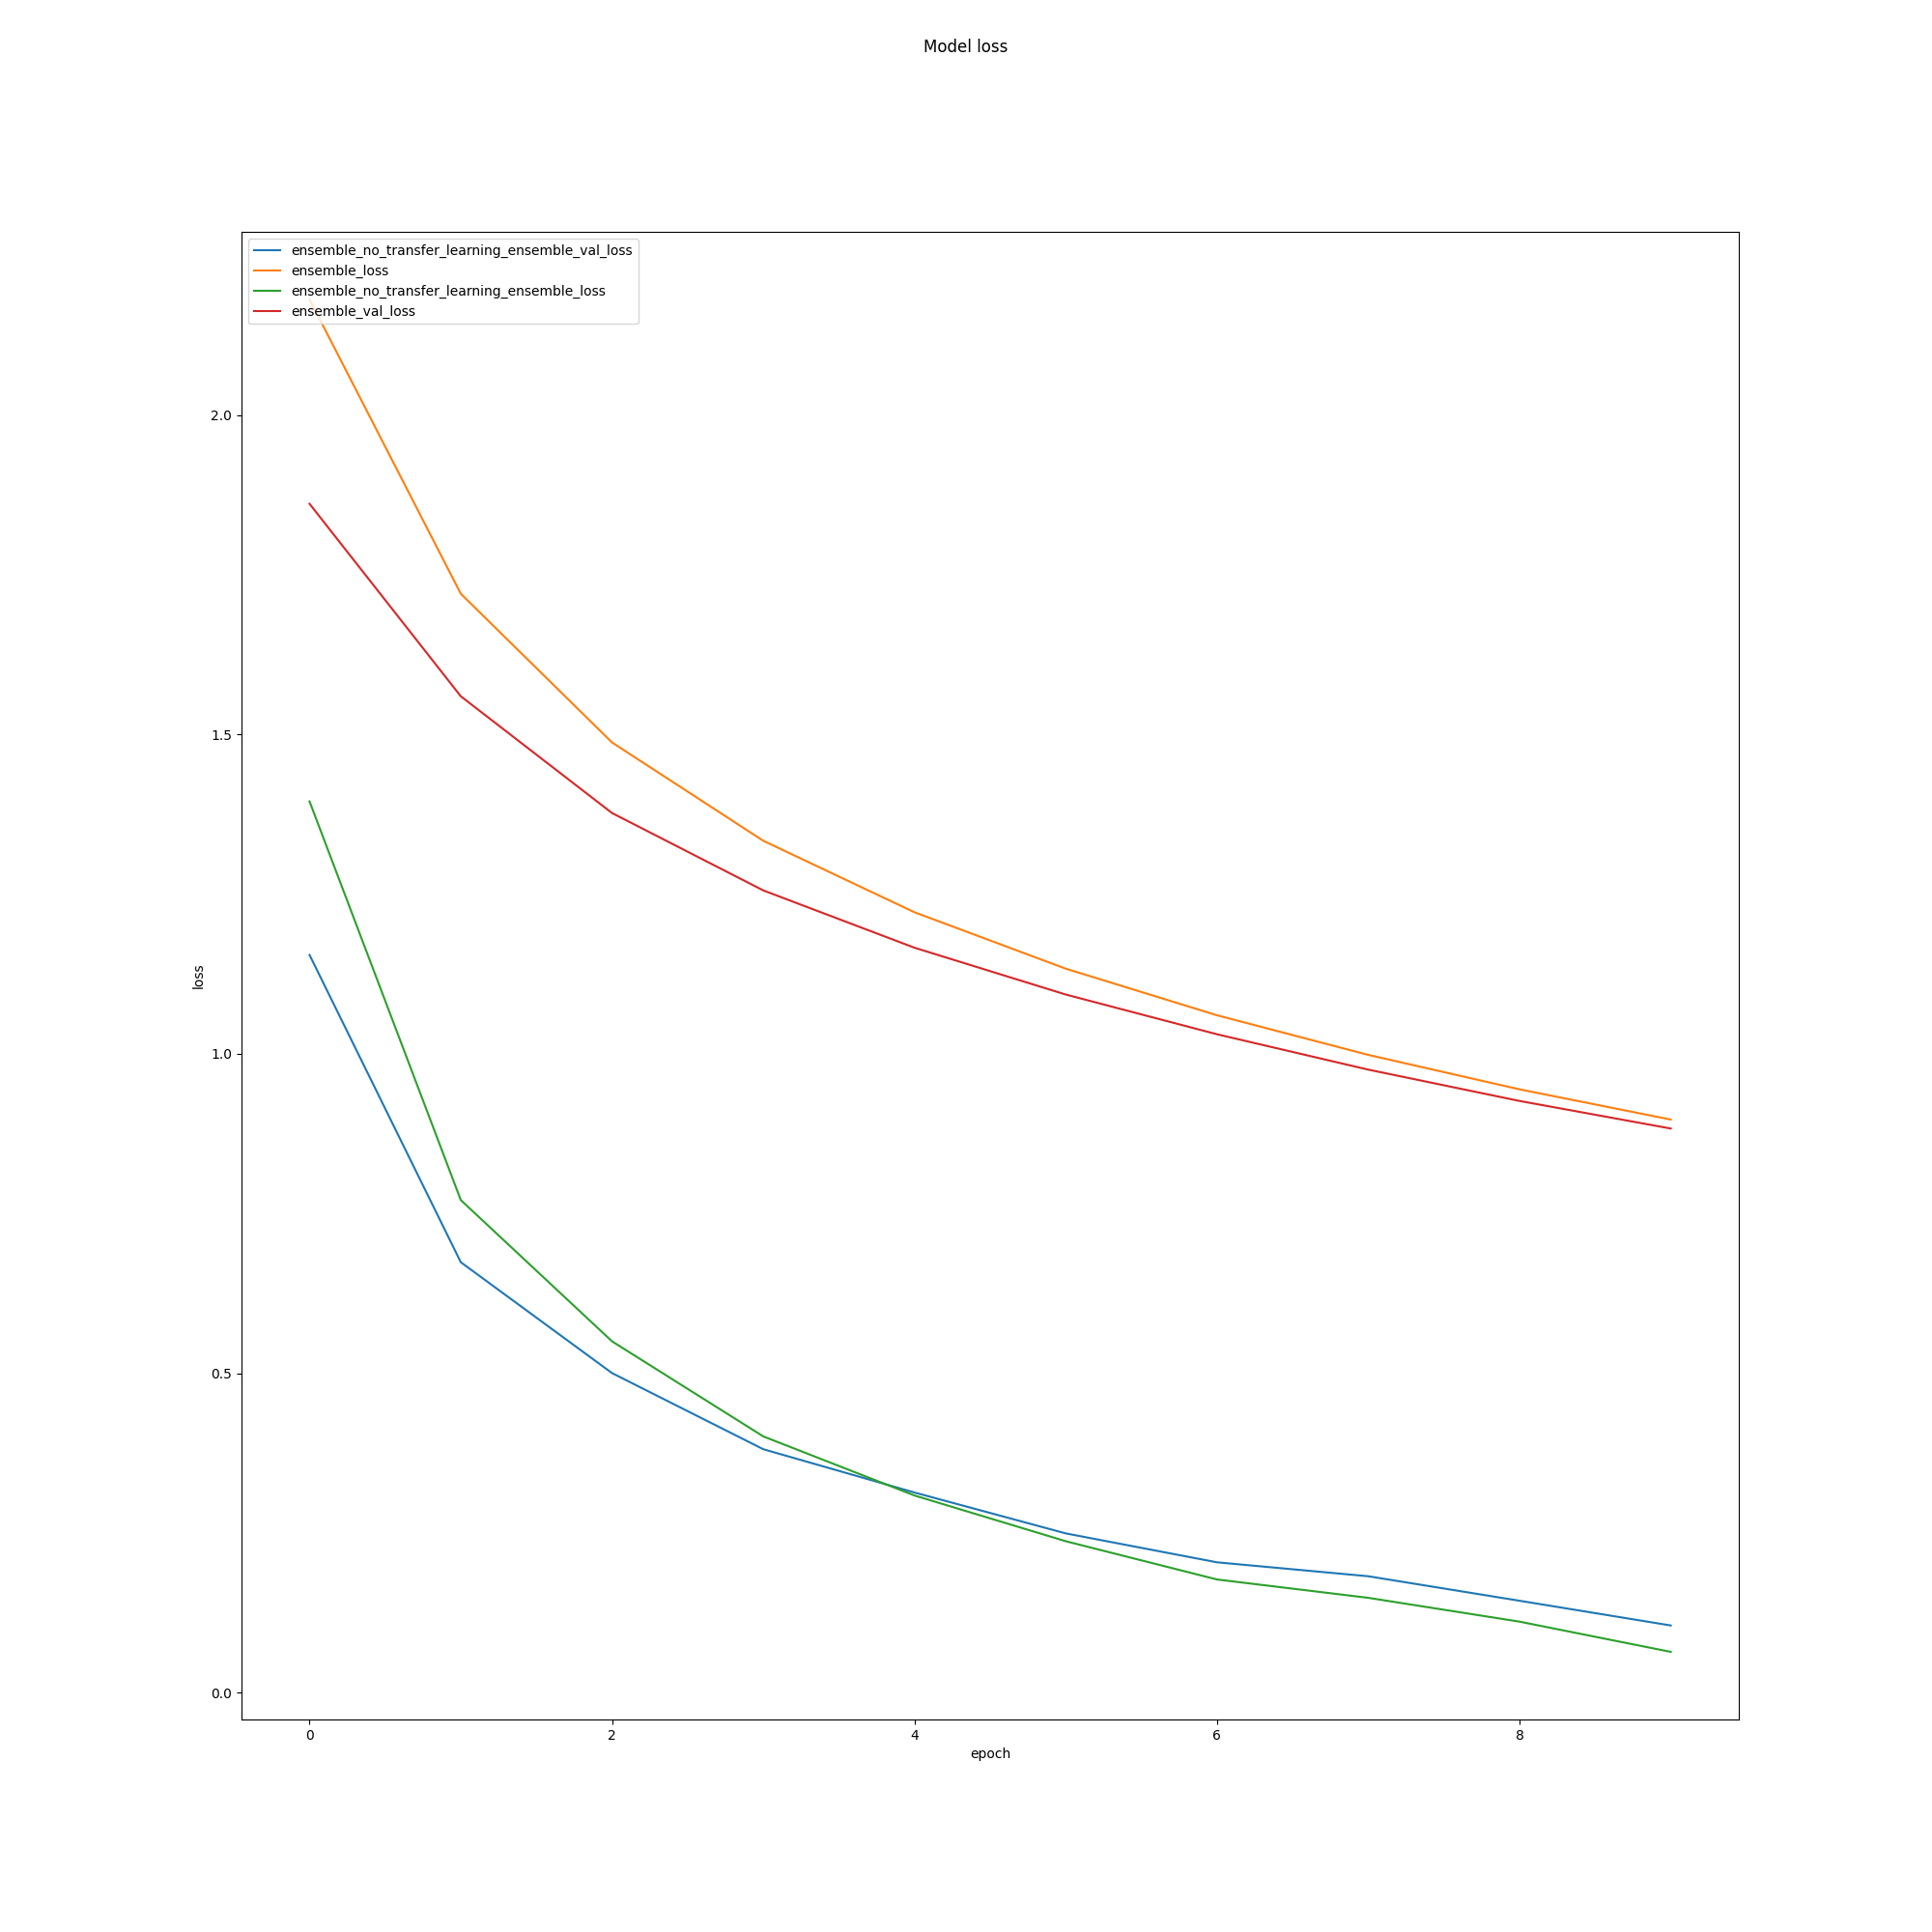 Model loss
ensemble_no_transfer_learning_ensemble_val_loss
ensemble_loss
ensemble_no_transfer_learning_ensemble_loss
ensemble_val_loss
2.0
1.5
1.0
0.5
0.0
loss
0 2 4 6 8
epoch